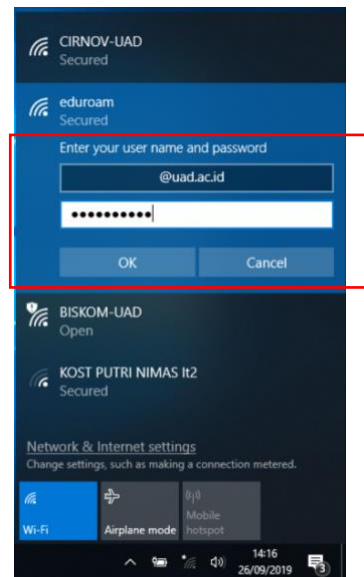 CIRNOV-UAD
Secured
eduroam
Secured
Enter your user name and password
@uad.ac.id
OK Cancel
BISKOM-UAD
Open
KOST PUTRI NIMAS lt2
Secured
Network & Internet settings
Change settings, such as making a connection metered.
Wi-Fi Airplane mode Mobile hotspot
14:16
26/09/2019
3